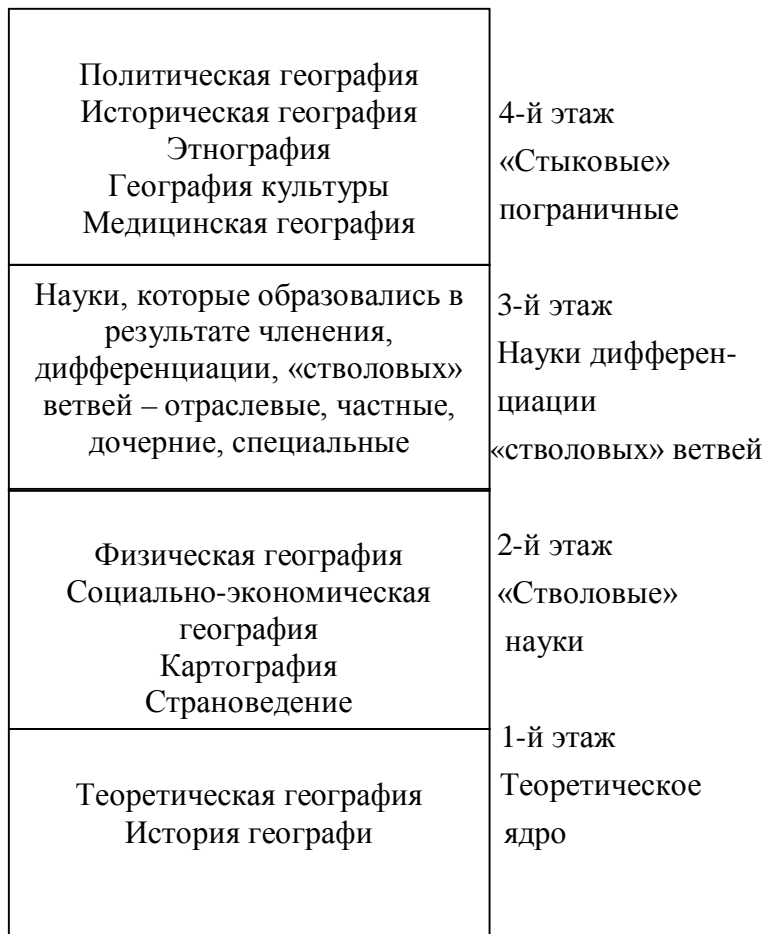 Политическая география
Историческая география
Этнография
География культуры
Медицинская география
4-й этаж
«Стыковые»
пограничные
Науки, которые образовались в
результате членения,
дифференциации, «стволовых»
ветвей – отраслевые, частные,
дочерние, специальные
3-й этаж
Науки дифферен-
циации
«стволовых» ветвей
Физическая география
Социально-экономическая
география
Картография
Страноведение
2-й этаж
«Стволовые»
науки
Теоретическая география
История географи
1-й этаж
Теоретическое
ядро